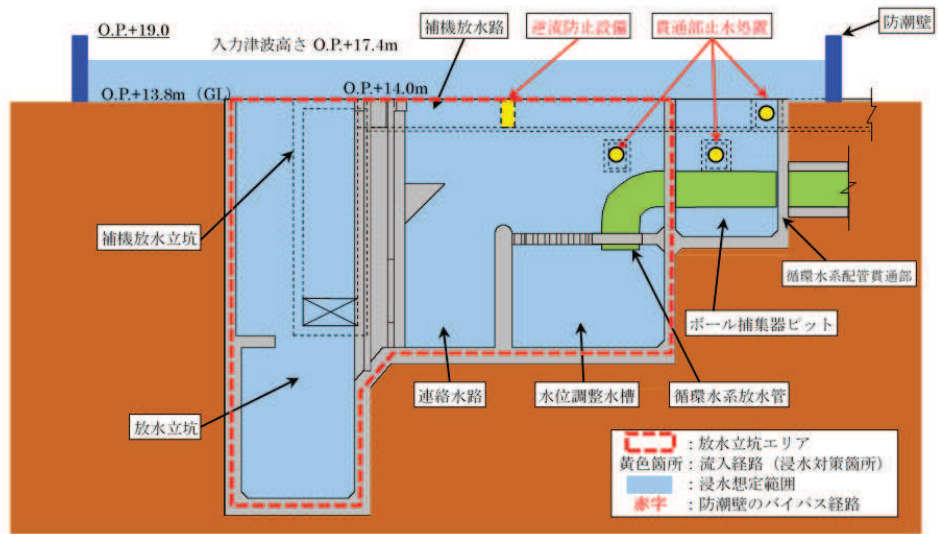 O.P.+19.0
補機放水路
逆流防止設備
貫通部止水処置
防潮壁
入力津波高さ O.P.+17.4m
O.P.+13.8m (GL)
O.P.+14.0m
補機放水立坑
循環水系配管貫通部
ボール捕集器ピット
放水立坑
連絡水路
水位調整水槽
循環水系放水管
：放水立坑エリア
黄色箇所：流入経路（浸水対策箇所）
：浸水想定範囲
赤字：防潮壁のバイパス経路